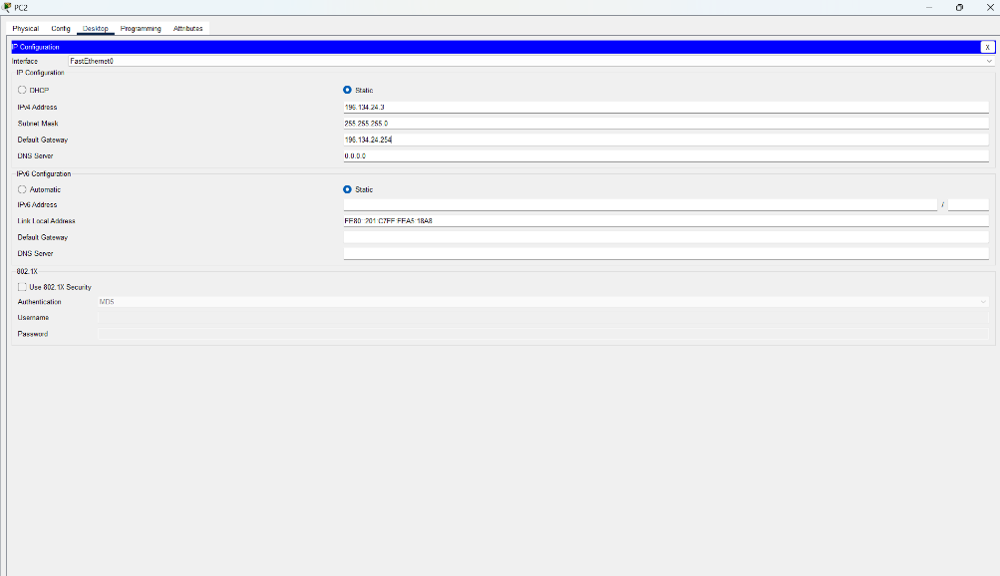 PC2
Physical Config Desktop Programming Attributes
IP Configuration X
Interface FastEthernet0
IP Configuration
DHCP Static
IPv4 Address 196.134.24.3
Subnet Mask 255.255.255.0
Default Gateway 196.134.24.254
DNS Server 0.0.0.0
IPv6 Configuration
Automatic Static
IPv6 Address /
Link Local Address FE80::201:C7FF:FEA5:18A8
Default Gateway
DNS Server
802.1X
Use 802.1X Security
Authentication MD5
Username
Password